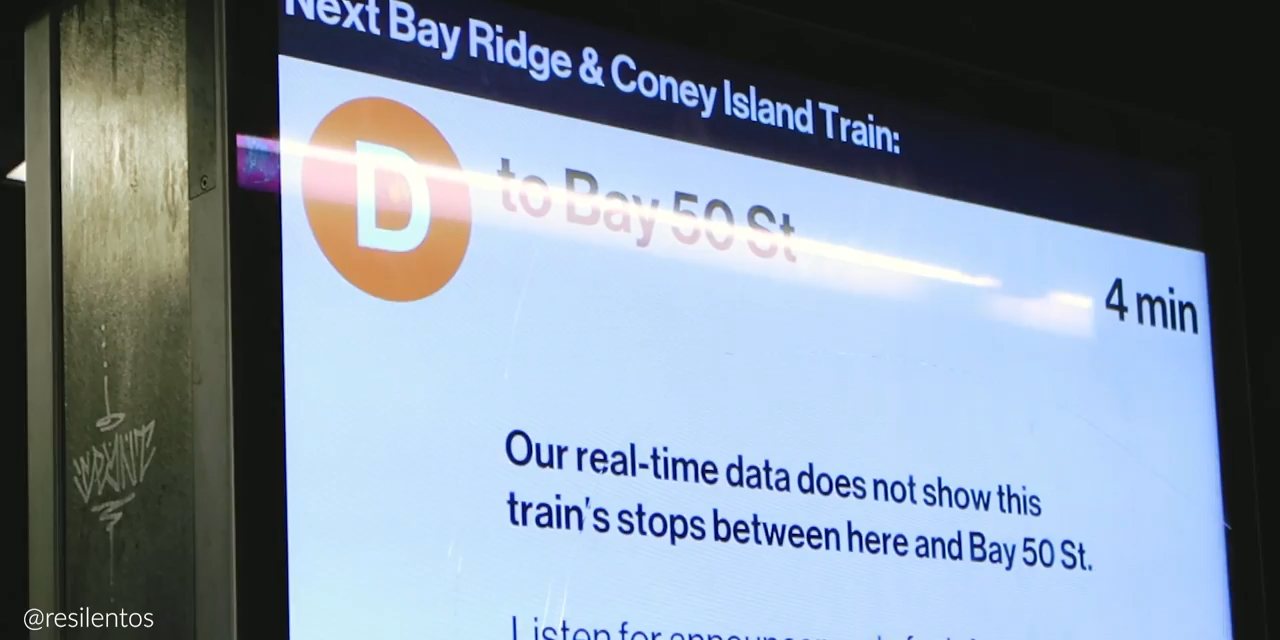 Next Bay Ridge & Coney Island Train:
D to Bay 50 St
4 min
Our real-time data does not show this
train's stops between here and Bay 50 St.
Listen for
@resilentos